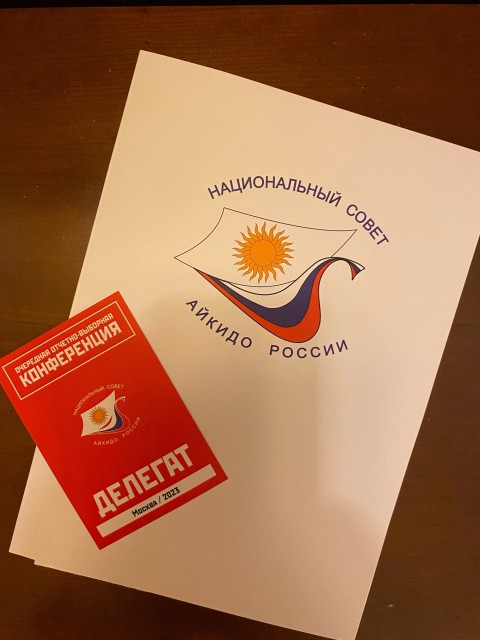 НАЦИОНАЛЬНЫЙ СОВЕТ
АЙКИДО РОССИИ
ОЧЕРЕДНАЯ ОТЧЕТНО-ВЫБОРНАЯ
КОНФЕРЕНЦИЯ
НАЦИОНАЛЬНЫЙ СОВЕТ
АЙКИДО РОССИИ
ДЕЛЕГАТ
Москва / 2023